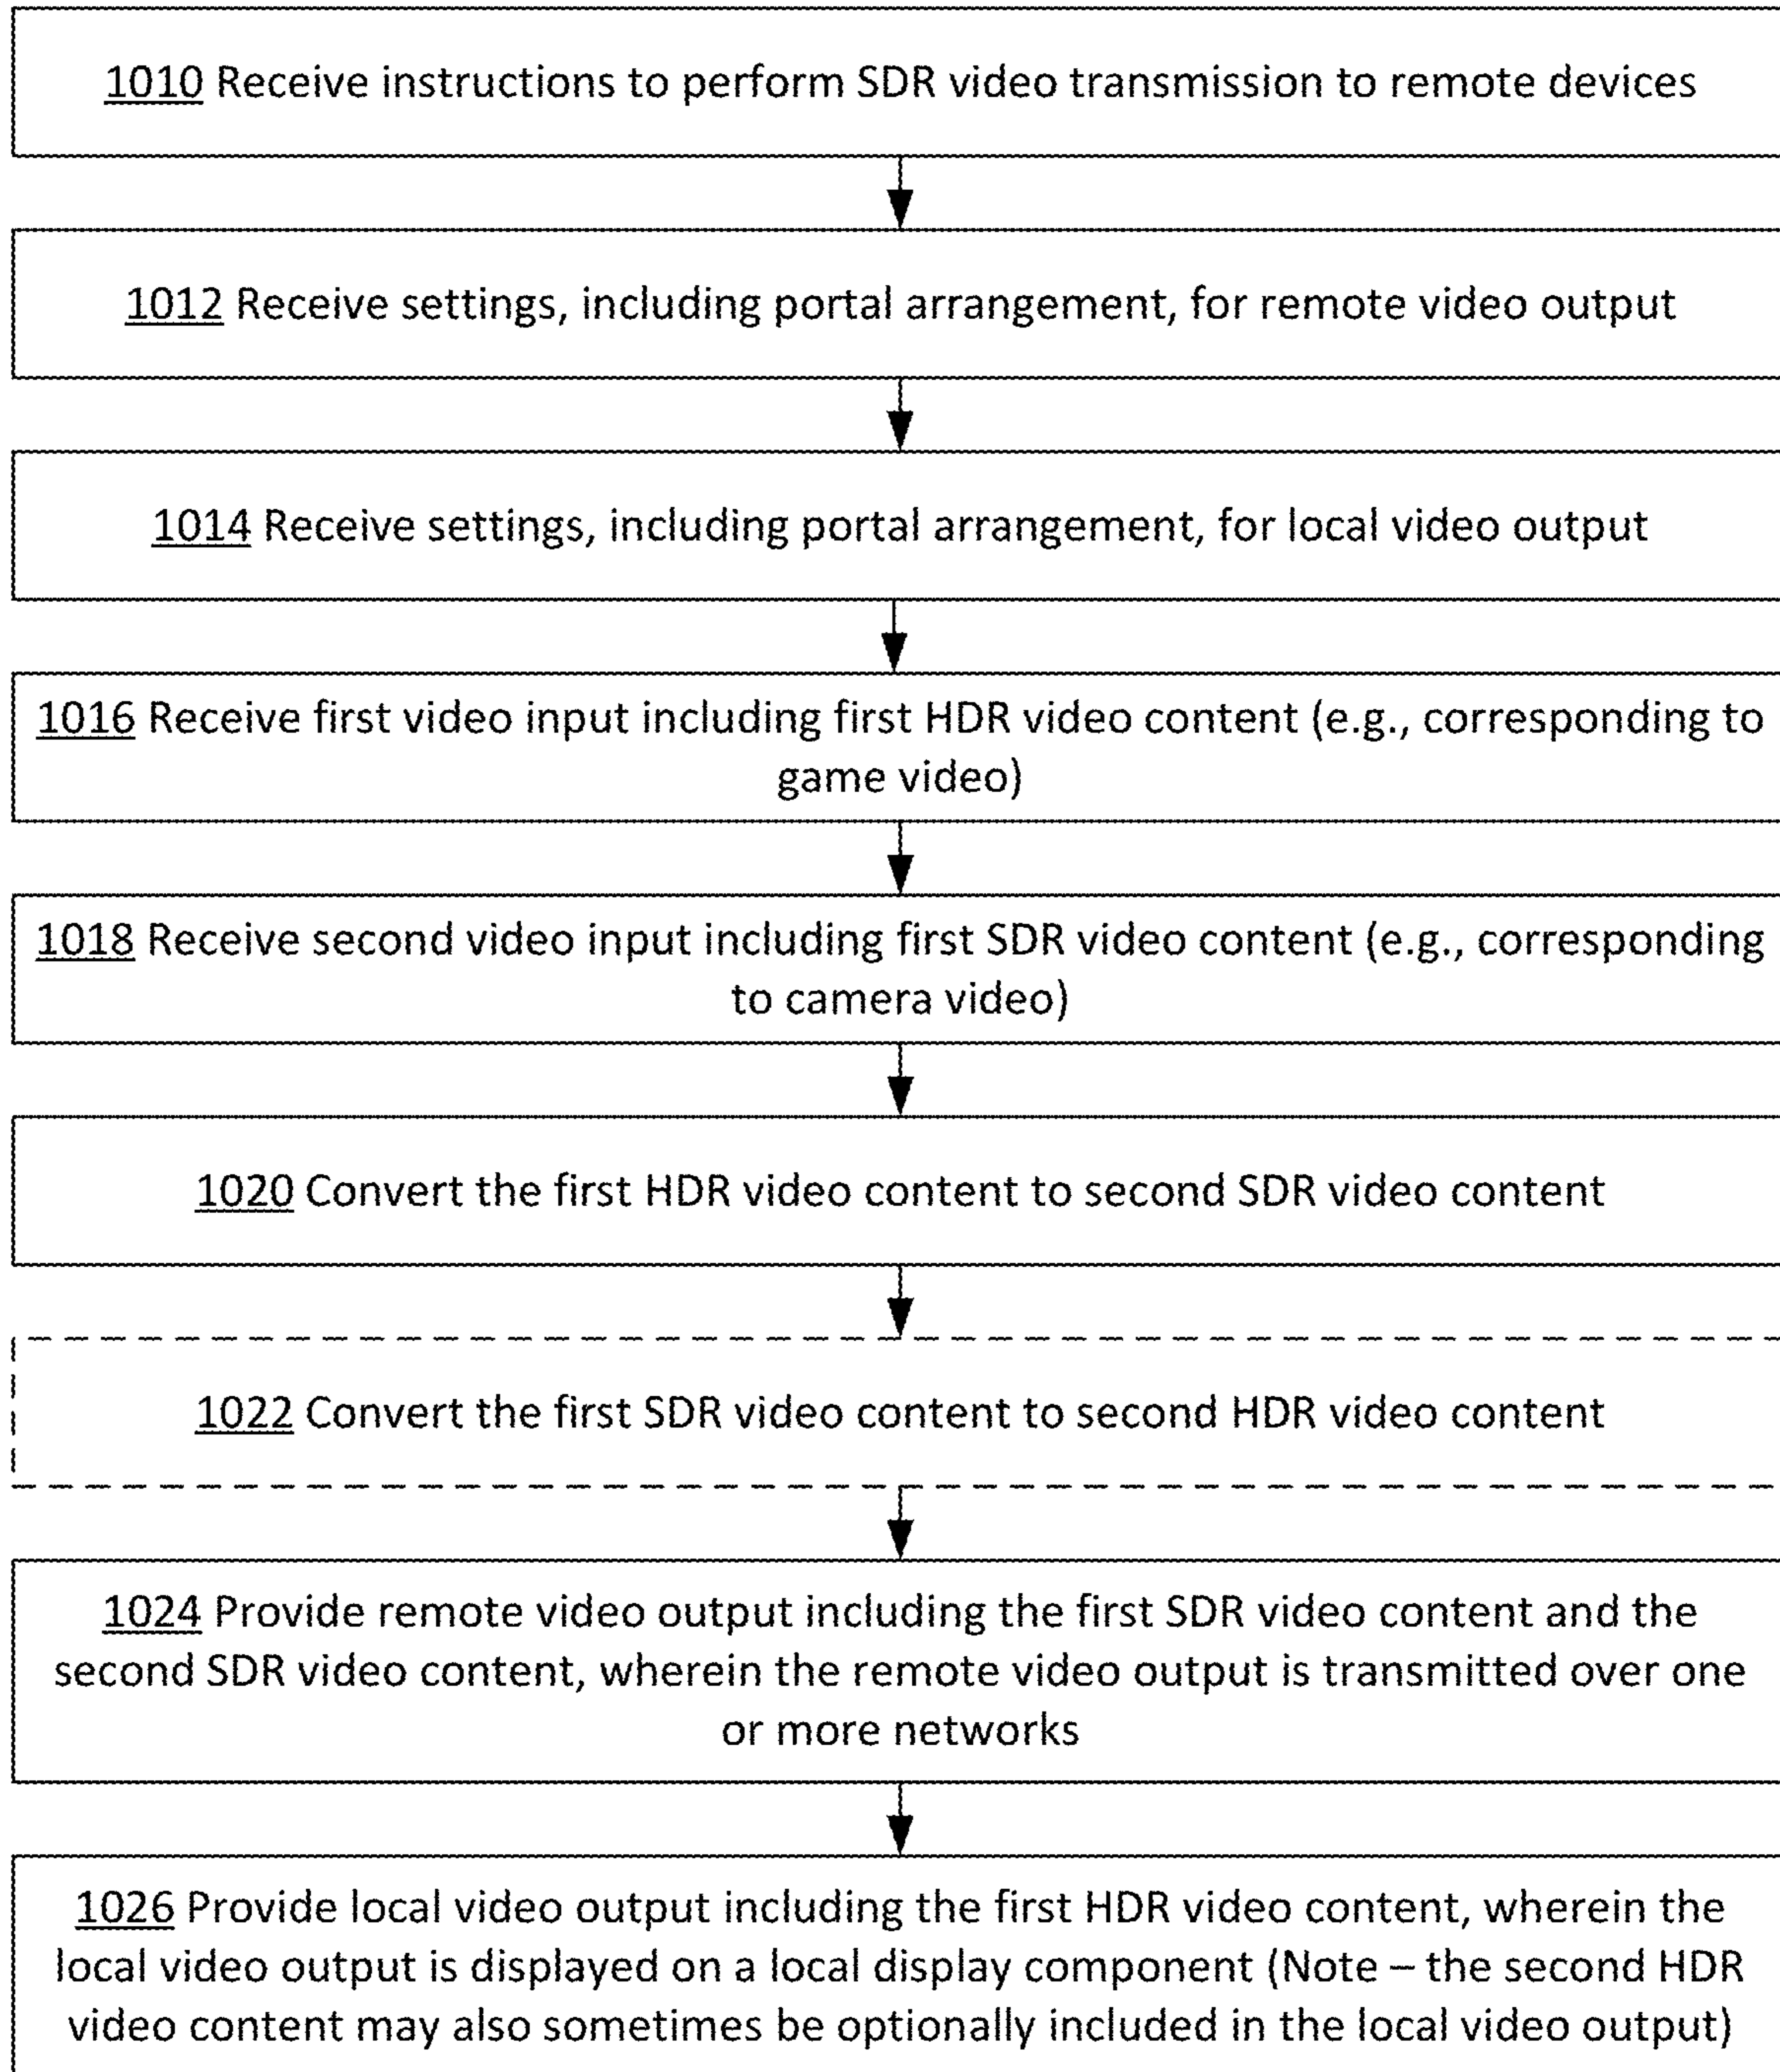 1010 Receive instructions to perform SDR video transmission to remote devices
1012 Receive settings, including portal arrangement, for remote video output
1014 Receive settings, including portal arrangement, for local video output
1016 Receive first video input including first HDR video content (e.g., corresponding to
game video)
1018 Receive second video input including first SDR video content (e.g., corresponding
to camera video)
1020 Convert the first HDR video content to second SDR video content
1022 Convert the first SDR video content to second HDR video content
1024 Provide remote video output including the first SDR video content and the
second SDR video content, wherein the remote video output is transmitted over one
or more networks
1026 Provide local video output including the first HDR video content, wherein the
local video output is displayed on a local display component (Note – the second HDR
video content may also sometimes be optionally included in the local video output)